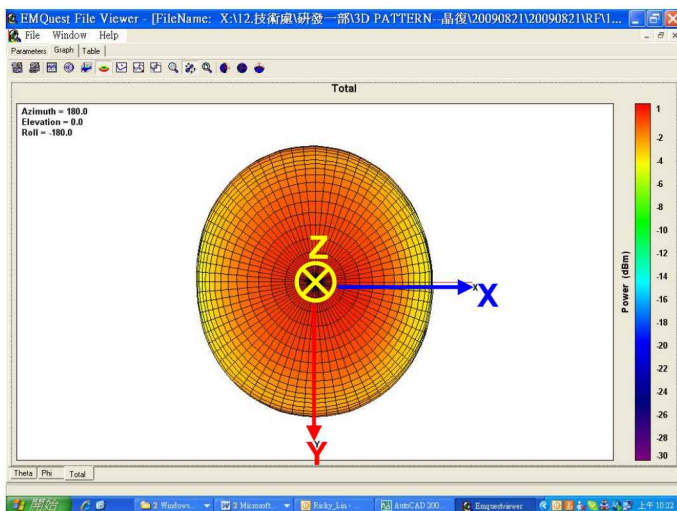 EMQuest File Viewer - [FileName: X:\12.技術處\研發一部\3D PATTERN--晶復\20090821\20090821\RF\1...
File Window Help
Parameters Graph Table
Total
Azimuth = 180.0
Elevation = 0.0
Roll = -180.0
1
-2
-4
-6
-8
-10
-12
-14
-16
-18
-20
-22
-24
-26
-28
-30
Power (dBm)
Z
X
X
Y
Y
Theta Phi Total
開始
2 Windows...
2 Microsoft...
Ricky_Lin - ...
AutoCAD 200...
Emquestviewer
上午 10:22